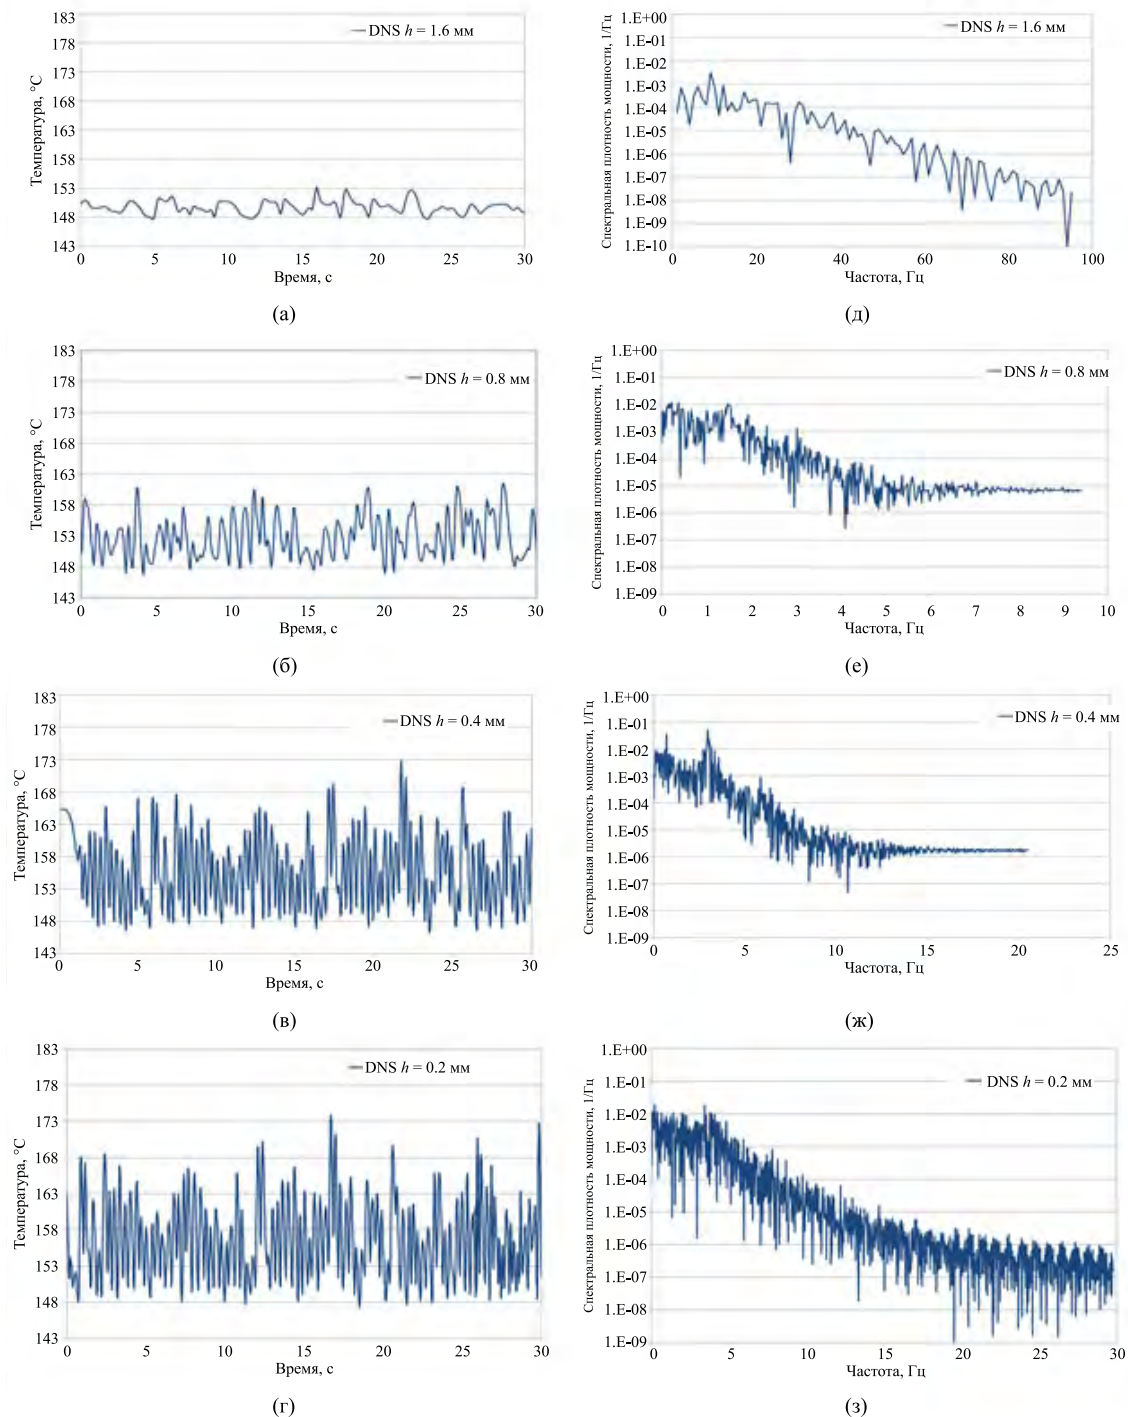 183
178
173
168
163
158
153
148
143
Температура, °C
DNS h = 1.6 мм
0 5 10 15 20 25 30
Время, с
(а)
1.E+00
1.E-01
1.E-02
1.E-03
1.E-04
1.E-05
1.E-06
1.E-07
1.E-08
1.E-09
1.E-10
Спектральная плотность мощности, 1/Гц
DNS h = 1.6 мм
0 20 40 60 80 100
Частота, Гц
(д)
183
178
173
168
163
158
153
148
143
Температура, °C
DNS h = 0.8 мм
0 5 10 15 20 25 30
Время, с
(б)
1.E+00
1.E-01
1.E-02
1.E-03
1.E-04
1.E-05
1.E-06
1.E-07
1.E-08
1.E-09
Спектральная плотность мощности, 1/Гц
DNS h = 0.8 мм
0 1 2 3 4 5 6 7 8 9 10
Частота, Гц
(е)
183
178
173
168
163
158
153
148
143
Температура, °C
DNS h = 0.4 мм
0 5 10 15 20 25 30
Время, с
(в)
1.E+00
1.E-01
1.E-02
1.E-03
1.E-04
1.E-05
1.E-06
1.E-07
1.E-08
1.E-09
Спектральная плотность мощности, 1/Гц
DNS h = 0.4 мм
0 5 10 15 20 25
Частота, Гц
(ж)
183
178
173
168
163
158
153
148
143
Температура, °C
DNS h = 0.2 мм
0 5 10 15 20 25 30
Время, с
(г)
1.E+00
1.E-01
1.E-02
1.E-03
1.E-04
1.E-05
1.E-06
1.E-07
1.E-08
1.E-09
Спектральная плотность мощности, 1/Гц
DNS h = 0.2 мм
0 5 10 15 20 25 30
Частота, Гц
(з)